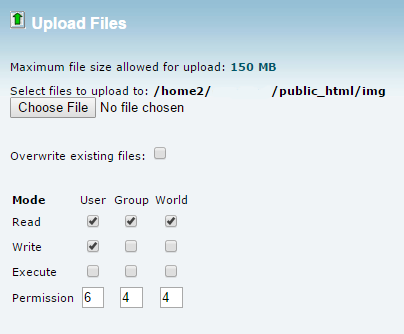 Upload Files
Maximum file size allowed for upload: 150 MB
Select files to upload to: /home2/ /public_html/img
Choose File No file chosen
Overwrite existing files:
Mode User Group World
Read
Write
Execute
Permission 6 4 4